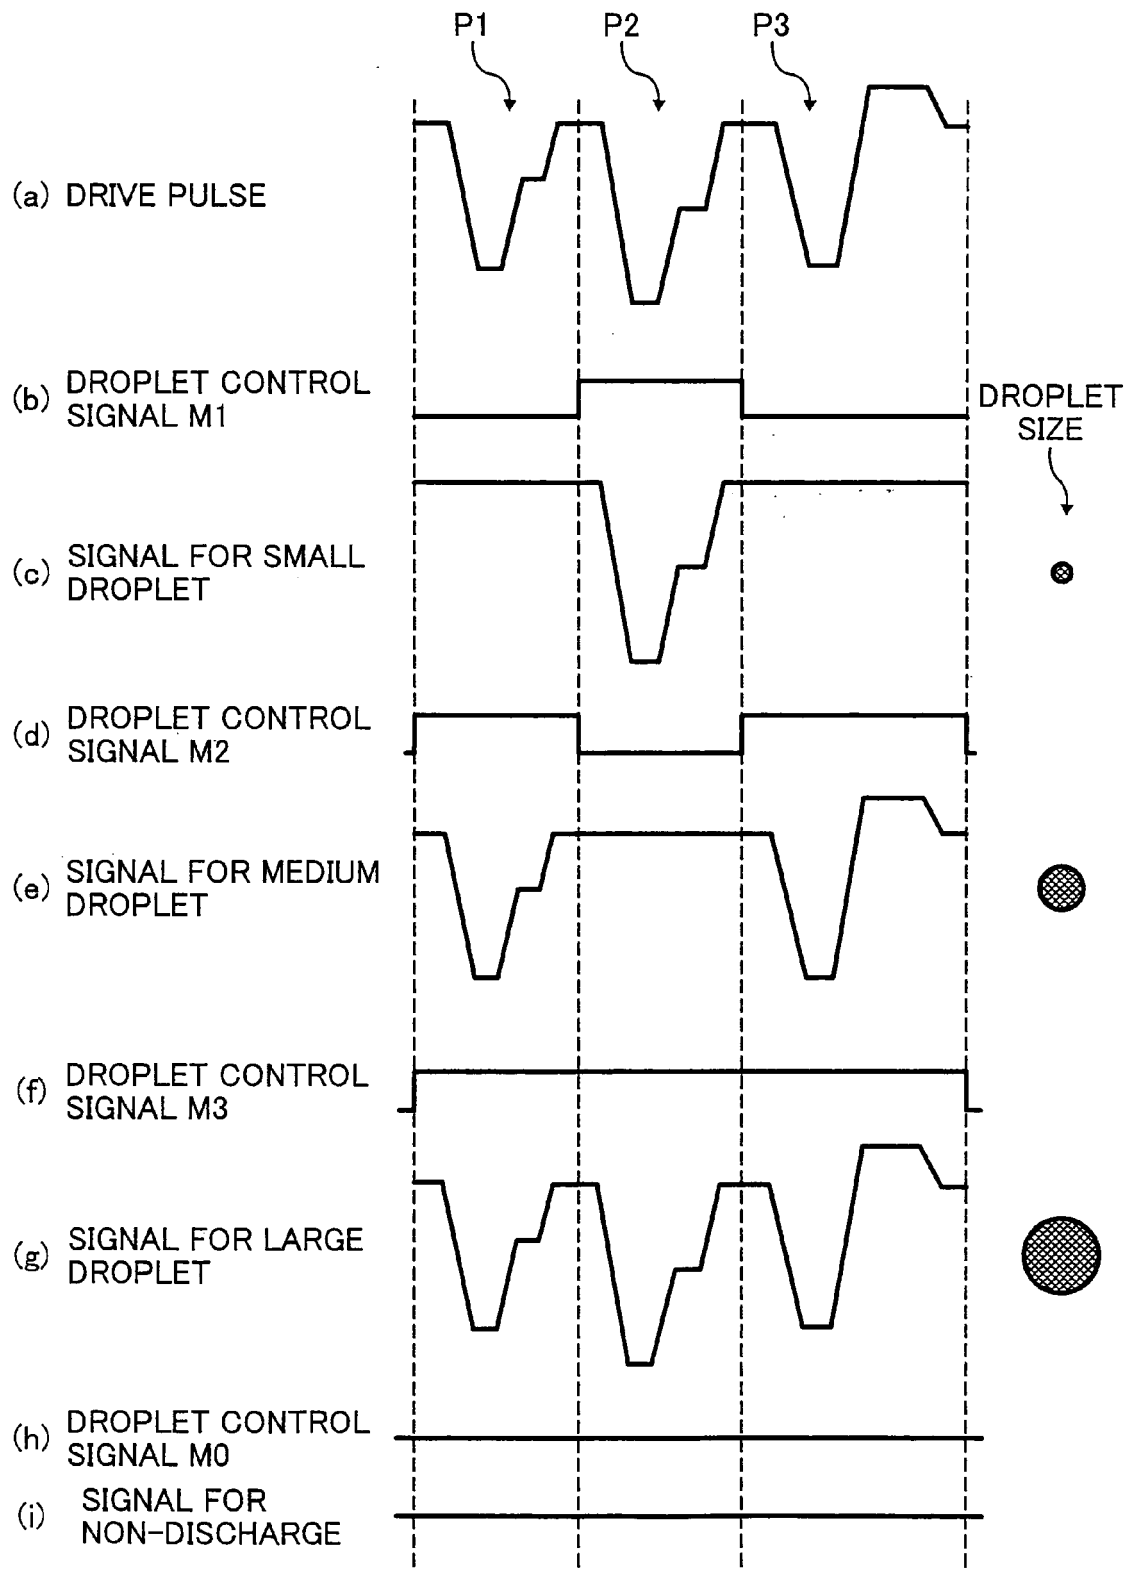 P1 P2 P3
(a) DRIVE PULSE
(b) DROPLET CONTROL
SIGNAL M1
DROPLET
SIZE
(c) SIGNAL FOR SMALL
DROPLET
(d) DROPLET CONTROL
SIGNAL M2
(e) SIGNAL FOR MEDIUM
DROPLET
(f) DROPLET CONTROL
SIGNAL M3
(g) SIGNAL FOR LARGE
DROPLET
(h) DROPLET CONTROL
SIGNAL M0
(i) SIGNAL FOR
NON-DISCHARGE